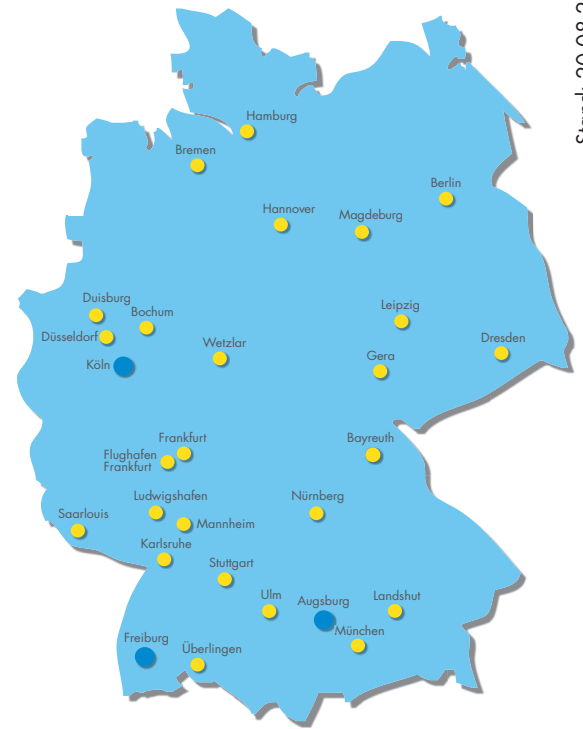 Hamburg
Bremen
Berlin
Hannover
Magdeburg
Duisburg
Bochum
Leipzig
Düsseldorf
Dresden
Wetzlar
Gera
Köln
Frankfurt
Bayreuth
Flughafen
Frankfurt
Ludwigshafen
Nürnberg
Saarlouis
Mannheim
Karlsruhe
Stuttgart
Ulm
Augsburg
Landshut
München
Freiburg
Überlingen